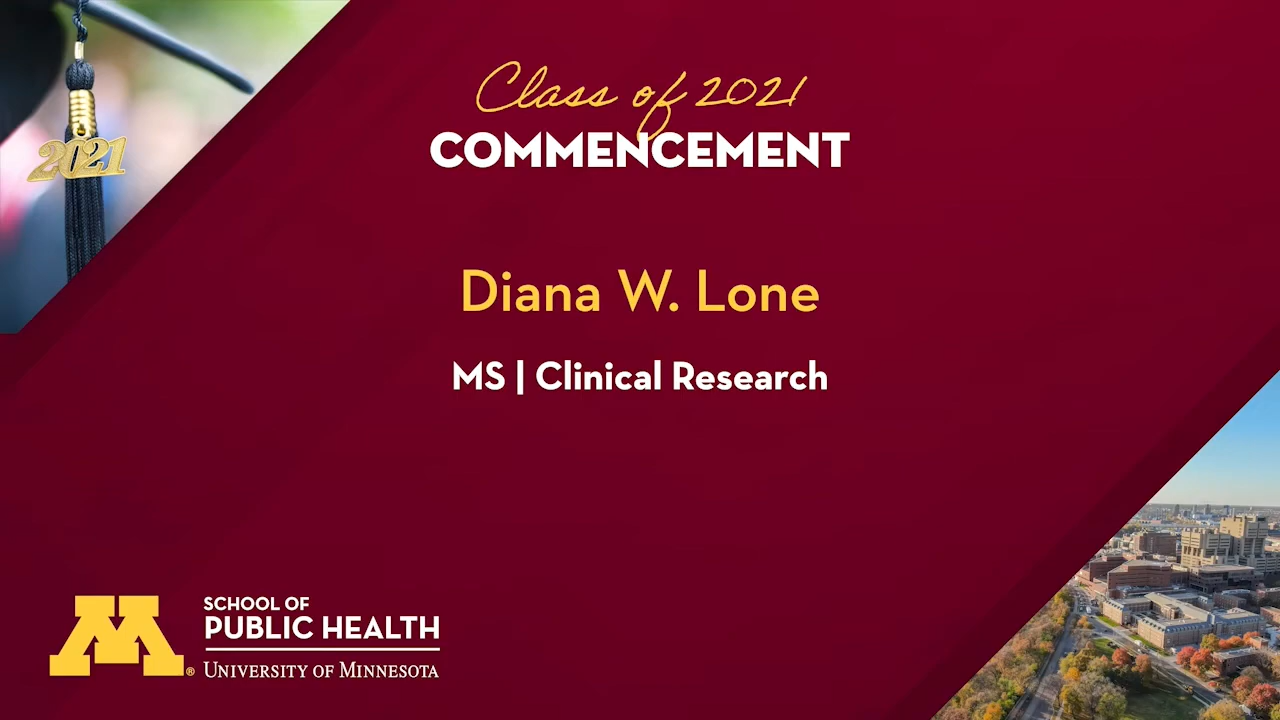 2021
Class of 2021
COMMENCEMENT
Diana W. Lone
MS | Clinical Research
M®
SCHOOL OF
PUBLIC HEALTH
UNIVERSITY OF MINNESOTA